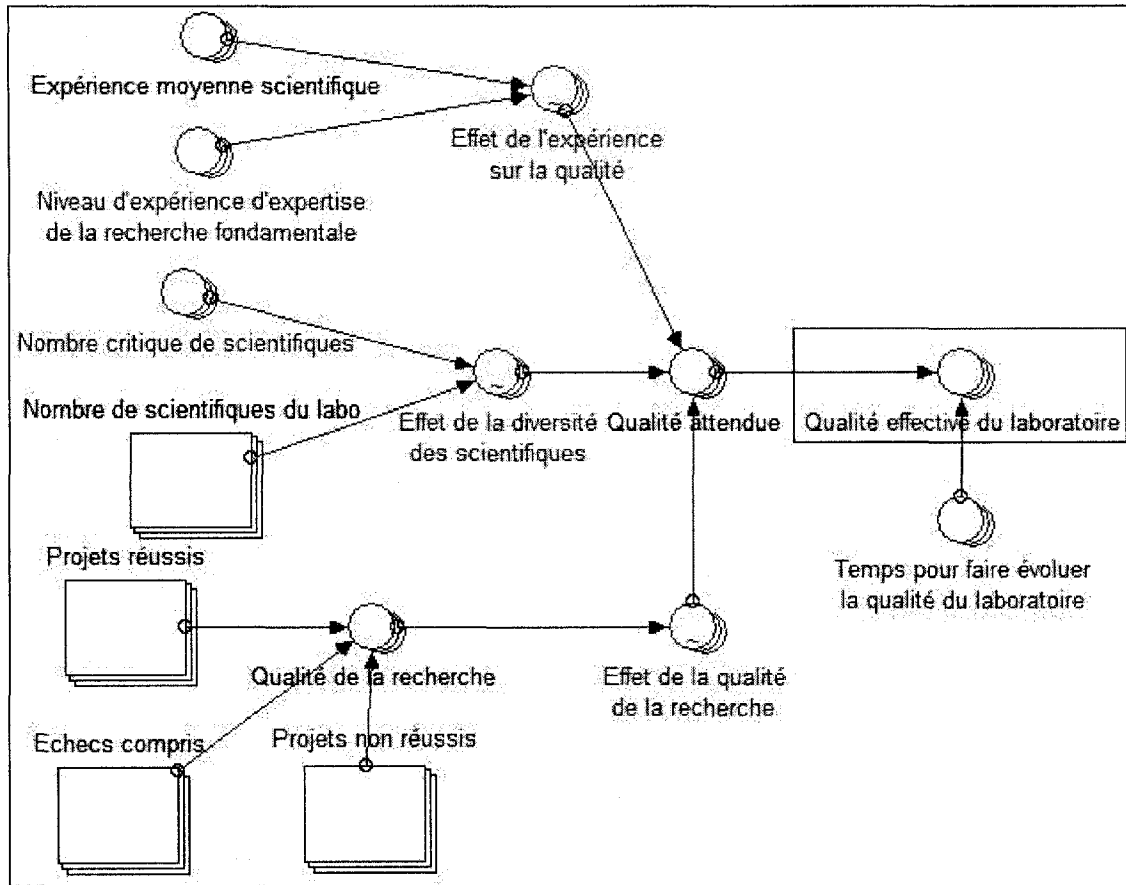 Expérience moyenne scientifique
Effet de l'expérience
sur la qualité
Niveau d'expérience d'expertise
de la recherche fondamentale
Nombre critique de scientifiques
Nombre de scientifiques du labo
Effet de la diversité
des scientifiques
Qualité attendue
Qualité effective du laboratoire
Projets réussis
Temps pour faire évoluer
la qualité du laboratoire
Qualité de la recherche
Effet de la qualité
de la recherche
Echecs compris
Projets non réussis